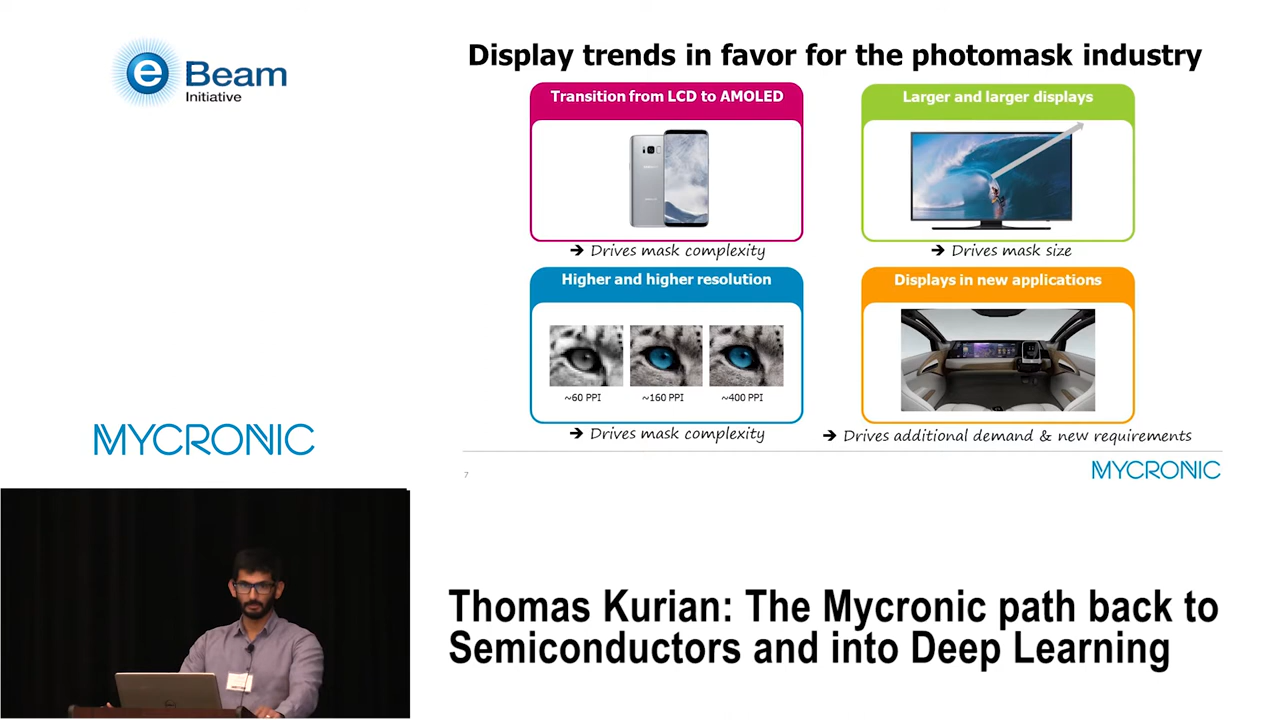 e Beam
Initiative
Display trends in favor for the photomask industry
Transition from LCD to AMOLED
➔ Drives mask complexity
Larger and larger displays
➔ Drives mask size
Higher and higher resolution
~60 PPI
~160 PPI
~400 PPI
➔ Drives mask complexity
Displays in new applications
➔ Drives additional demand & new requirements
7
MYCRONIC
MYCRONIC
Thomas Kurian: The Mycronic path back to
Semiconductors and into Deep Learning